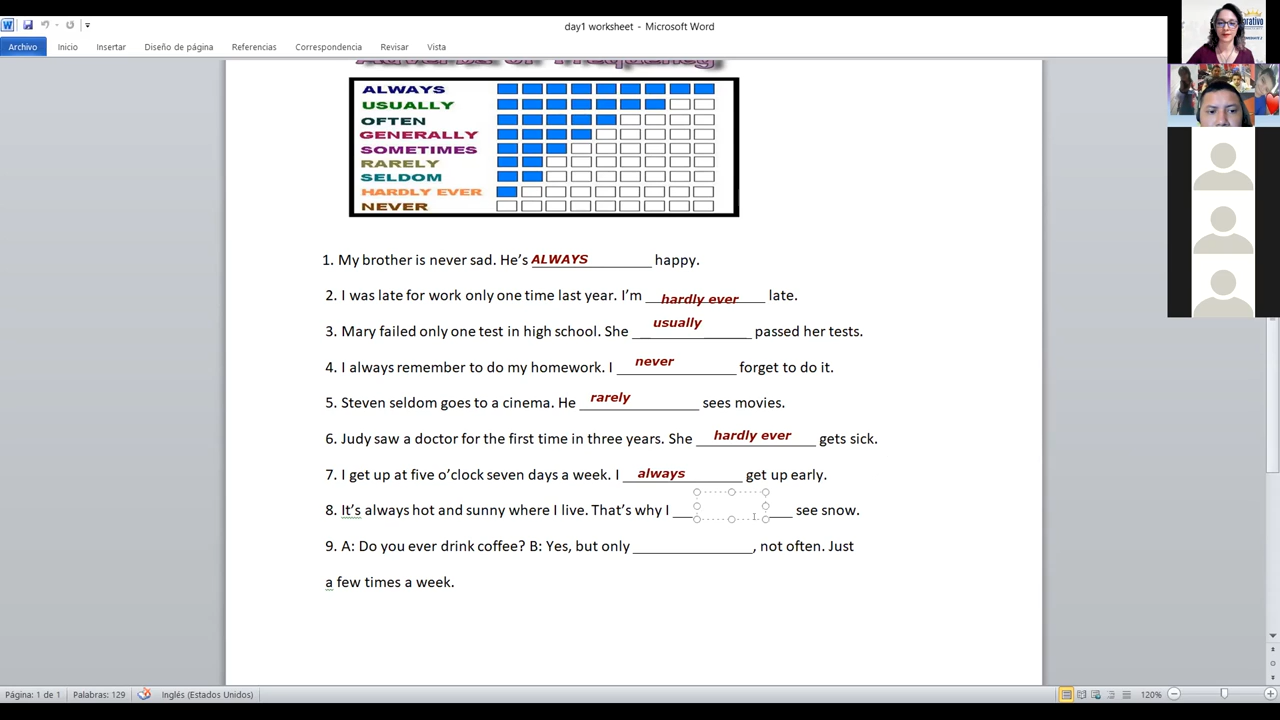 day1 worksheet - Microsoft Word
Archivo Inicio Insertar Diseño de página Referencias Correspondencia Revisar Vista
Adverbs of Frequency
ALWAYS
USUALLY
OFTEN
GENERALLY
SOMETIMES
RARELY
SELDOM
HARDLY EVER
NEVER
1. My brother is never sad. He’s ALWAYS happy.
2. I was late for work only one time last year. I’m hardly ever late.
3. Mary failed only one test in high school. She usually passed her tests.
4. I always remember to do my homework. I never forget to do it.
5. Steven seldom goes to a cinema. He rarely sees movies.
6. Judy saw a doctor for the first time in three years. She hardly ever gets sick.
7. I get up at five o’clock seven days a week. I always get up early.
8. It’s always hot and sunny where I live. That’s why I ___ ___ see snow.
9. A: Do you ever drink coffee? B: Yes, but only _______________, not often. Just
a few times a week.
Página: 1 de 1 Palabras: 129 Inglés (Estados Unidos) 120%